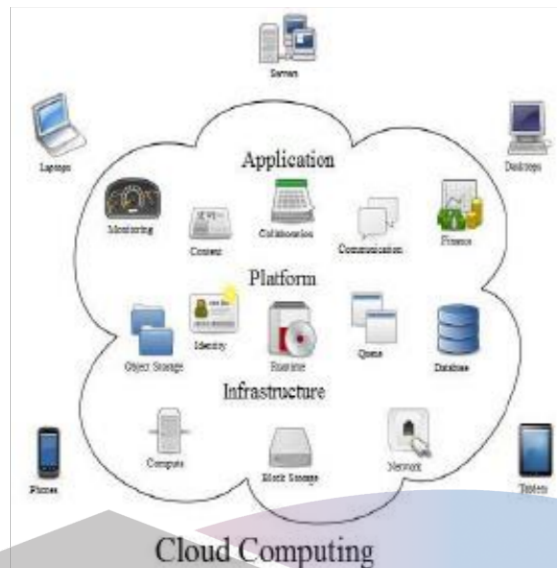 Servers
Laptops
Desktops
Application
Monitoring
Content
Collaboration
Communication
Finance
Platform
Object Storage
Identity
Runtime
Queue
Database
Infrastructure
Compute
Block Storage
Network
Phones
Tablets
Cloud Computing